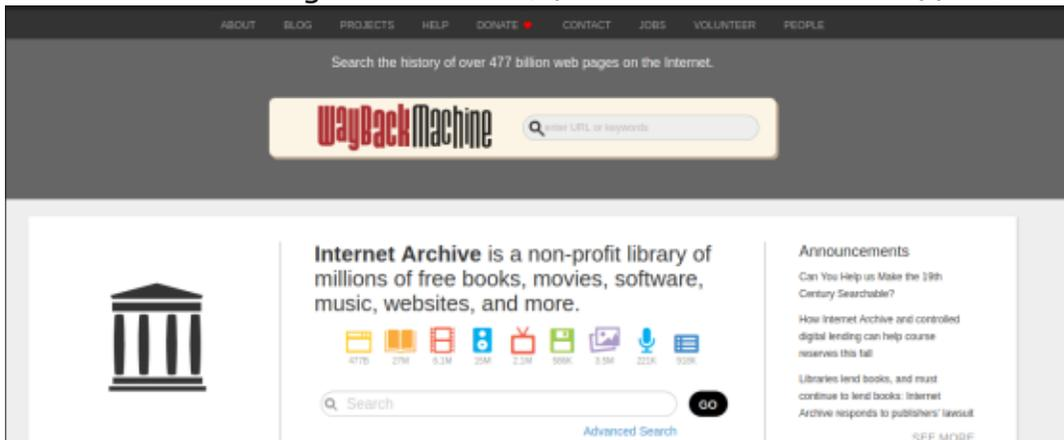 ABOUT BLOG PROJECTS HELP DONATE CONTACT JOBS VOLUNTEER PEOPLE
Search the history of over 477 billion web pages on the Internet.
WayBackMachine
enter URL or keywords
Internet Archive is a non-profit library of
millions of free books, movies, software,
music, websites, and more.
477B 27M 6.1M 15M 2.1M 586K 3.5M 221K 918K
Search
GO
Advanced Search
Announcements
Can You Help us Make the 19th
Century Searchable?
How Internet Archive and controlled
digital lending can help course
reserves this fall
Libraries lend books, and must
continue to lend books: Internet
Archive responds to publishers' lawsuit
SEE MORE